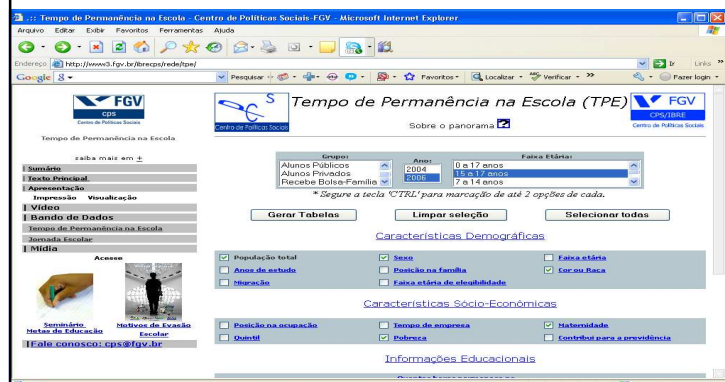 .:: Tempo de Permanência na Escola - Centro de Políticas Sociais-FGV - Microsoft Internet Explorer
Arquivo Editar Exibir Favoritos Ferramentas Ajuda
Endereço http://www3.fgv.br/ibrecps/rede/tpe/ Ir Links »
Google Pesquisar Favoritos Localizar Verificar » Fazer login
FGV
cps
Centro de Políticas Sociais
Tempo de Permanência na Escola
saiba mais em +
| Sumário
| Texto Principal
| Apresentação
Impressão Visualização
| Vídeo
| Bando de Dados
Tempo de Permanência na Escola
Jornada Escolar
| Mídia
Acesse
Seminário
Metas de Educação
Motivos de Evasão
Escolar
|Fale conosco: cps@fgv.br
CPS
Centro de Políticas Sociais
Tempo de Permanência na Escola (TPE)
Sobre o panorama ?
FGV
CPS/IBRE
Centro de Políticas Sociais
Grupo: Ano: Faixa Etária:
Alunos Públicos
Alunos Privados
Recebe Bolsa-Família
2004
2006
0 a 17 anos
15 a 17 anos
7 a 14 anos
* Segure a tecla 'CTRL' para marcação de até 2 opções de cada.
Gerar Tabelas Limpar seleção Selecionar todas
Características Demográficas
População total Sexo Faixa etária
Anos de estudo Posição na família Cor ou Raça
Migração Faixa etária de elegibilidade
Características Sócio-Econômicas
Posição na ocupação Tempo de empresa Maternidade
Quintil Pobreza Contribui para a previdência
Informações Educacionais